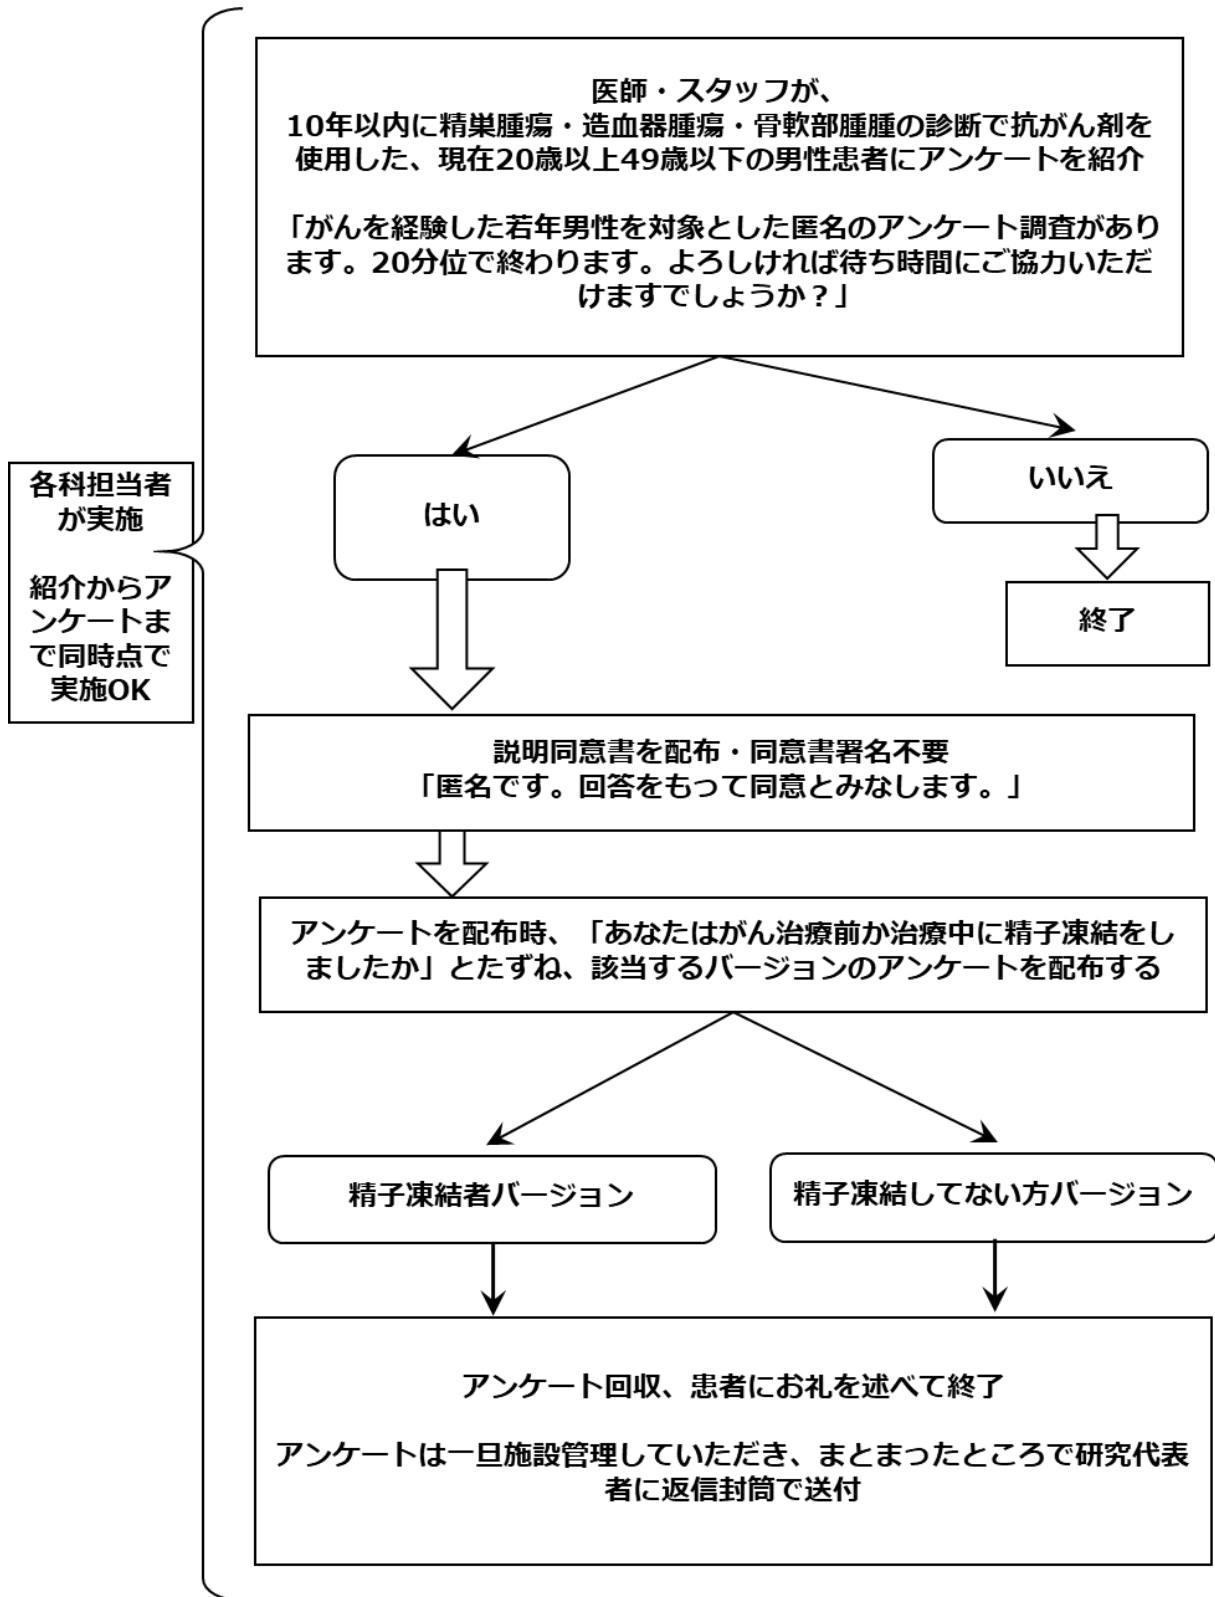 医師・スタッフが、
10年以内に精巣腫瘍・造血器腫瘍・骨軟部腫腫の診断で抗がん剤を
使用した、現在20歳以上49歳以下の男性患者にアンケートを紹介
「がんを経験した若年男性を対象とした匿名のアンケート調査があり
ます。20分位で終わります。よろしければ待ち時間にご協力いただ
けますでしょうか？」
各科担当者
が実施
紹介からア
ンケートま
で同時点で
実施OK
はい
いいえ
終了
説明同意書を配布・同意書署名不要
「匿名です。回答をもって同意とみなします。」
アンケートを配布時、「あなたはがん治療前か治療中に精子凍結をし
ましたか」とたずね、該当するバージョンのアンケートを配布する
精子凍結者バージョン
精子凍結してない方バージョン
アンケート回収、患者にお礼を述べて終了
アンケートは一旦施設管理していただき、まとまったところで研究代表
者に返信封筒で送付